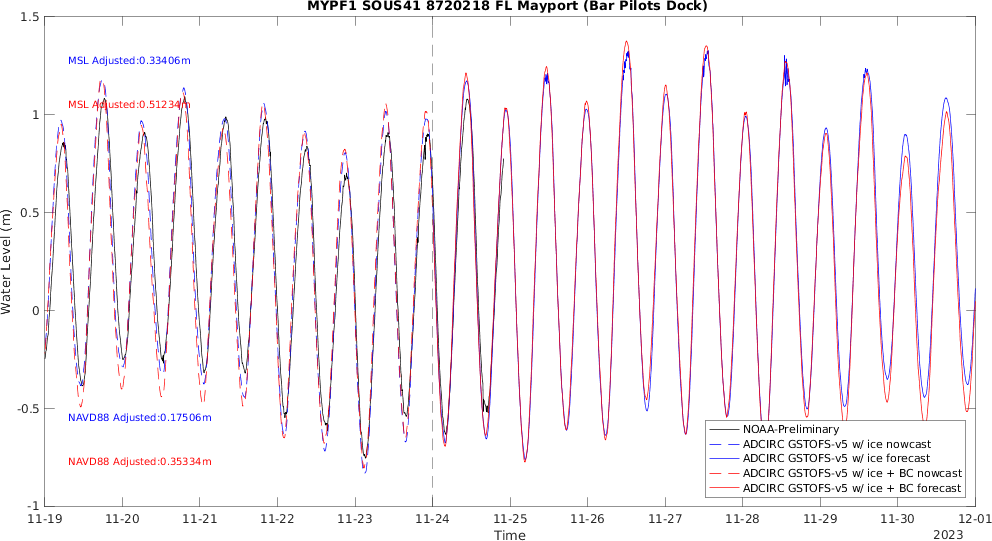 MYPF1 SOUS41 8720218 FL Mayport (Bar Pilots Dock)
1.5
MSL Adjusted:0.33406m
MSL Adjusted:0.51234m
1
0.5
Water Level (m)
0
-0.5
NAVD88 Adjusted:0.17506m
NAVD88 Adjusted:0.35334m
NOAA-Preliminary
ADCIRC GSTOFS-v5 w/ ice nowcast
ADCIRC GSTOFS-v5 w/ ice forecast
ADCIRC GSTOFS-v5 w/ ice + BC nowcast
ADCIRC GSTOFS-v5 w/ ice + BC forecast
-1
11-19 11-20 11-21 11-22 11-23 11-24 11-25 11-26 11-27 11-28 11-29 11-30 12-01
Time
2023